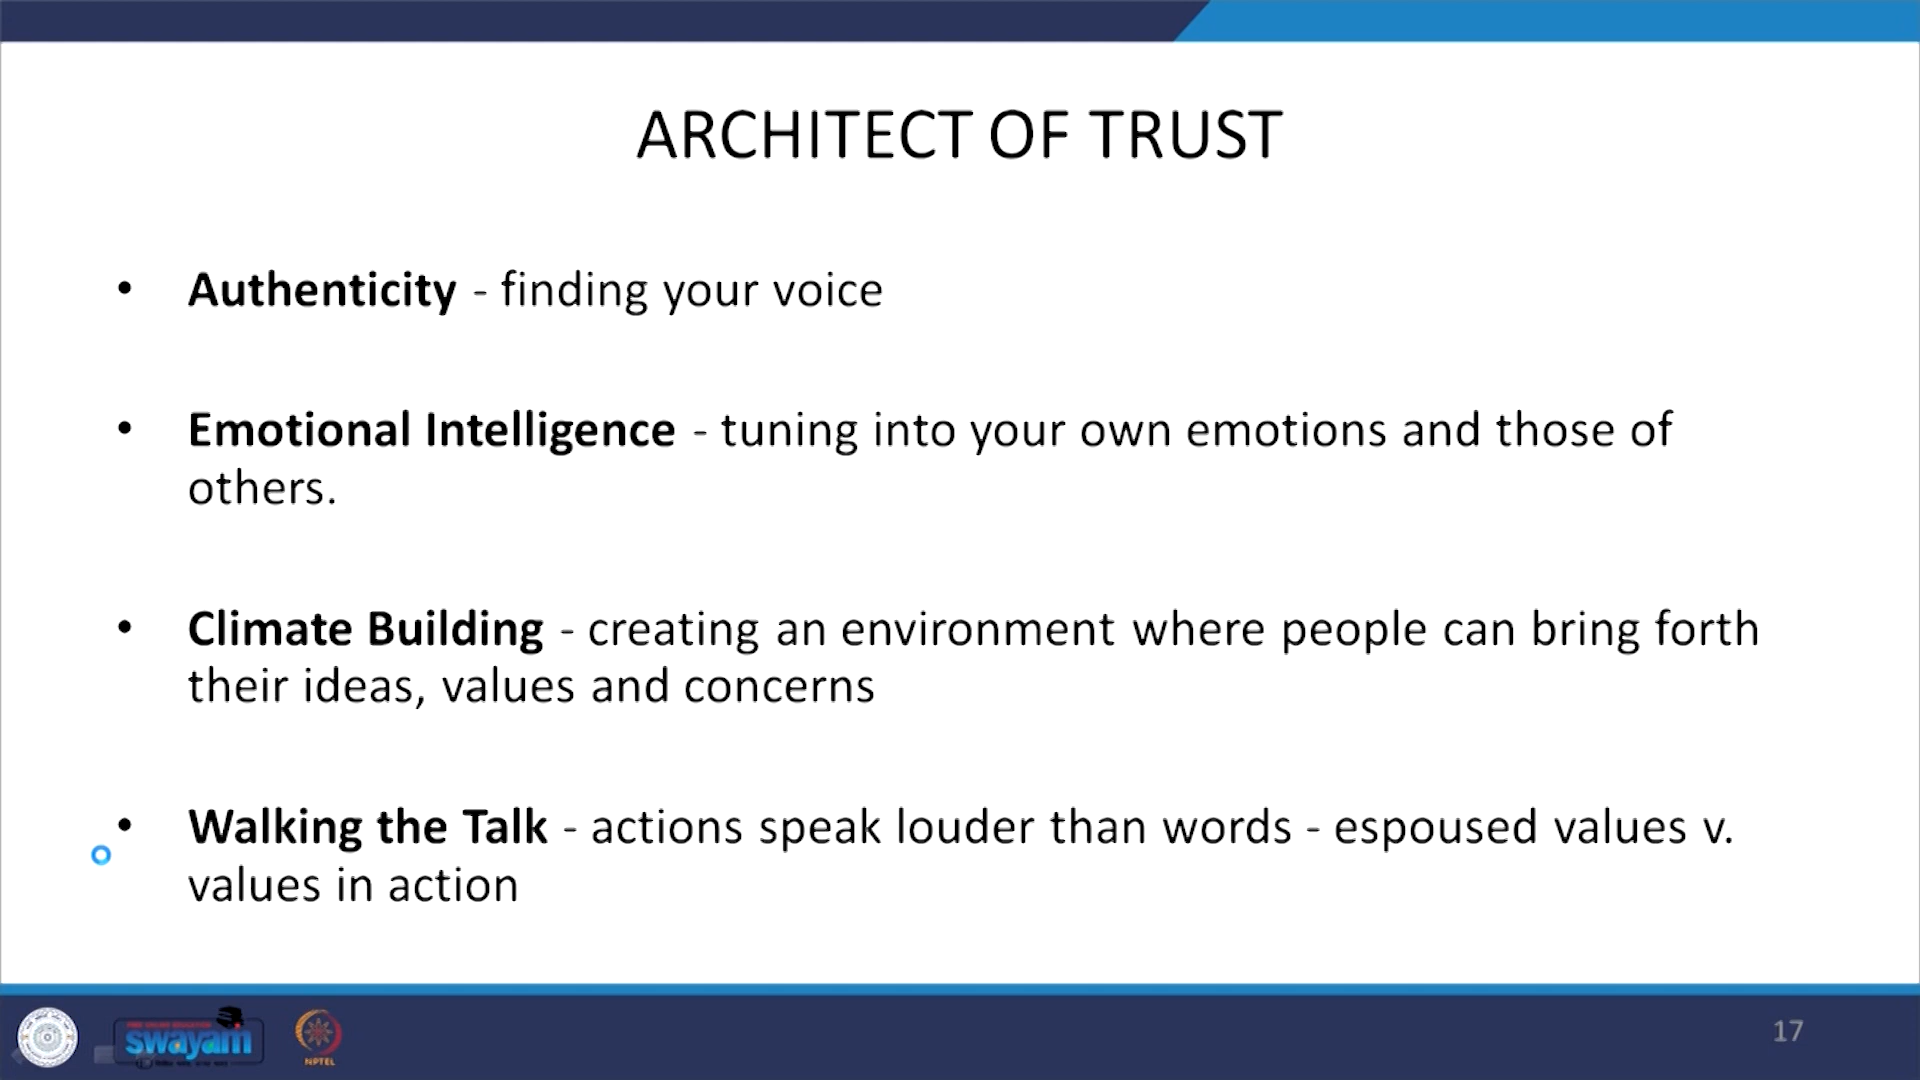 ARCHITECT OF TRUST
• Authenticity - finding your voice
• Emotional Intelligence - tuning into your own emotions and those of
others.
• Climate Building - creating an environment where people can bring forth
their ideas, values and concerns
• Walking the Talk - actions speak louder than words - espoused values v.
values in action
swayam
NPTEL
17